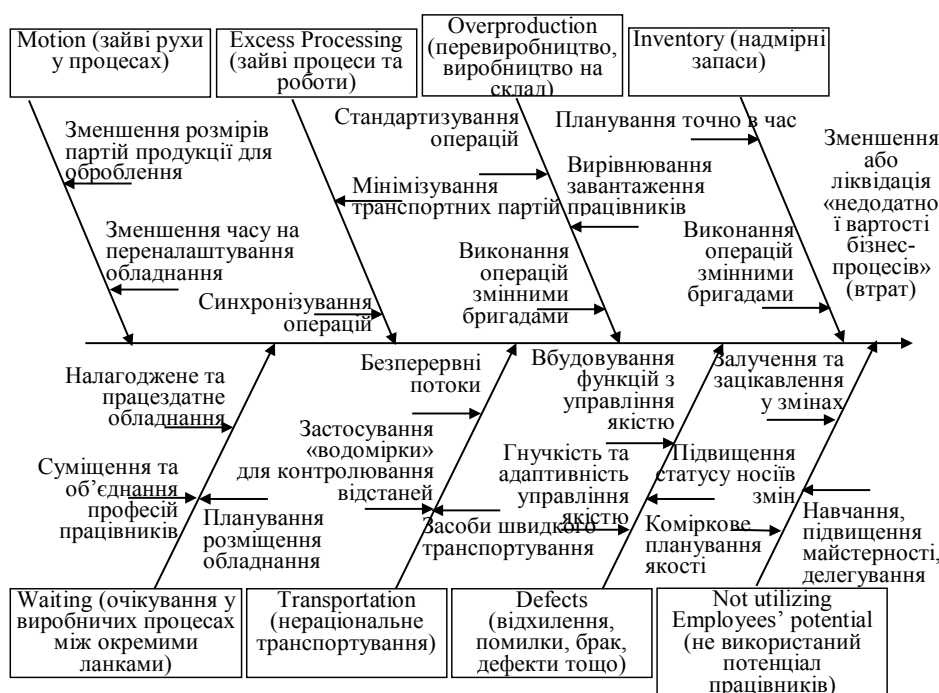 Motion (зайві рухи
у процесах)
Excess Processing
(зайві процеси та
роботи)
Overproduction
(перевиробництво,
виробництво на
склад)
Inventory (надмірні
запаси)
Зменшення розмірів
партій продукції для
оброблення
Зменшення часу на
переналаштування
обладнання
Мінімізування
транспортних партій
Синхронізування
операцій
Стандартизування
операцій
Вирівнювання
завантаження
працівників
Виконання
операцій
змінними
бригадами
Планування точно в час
Виконання
операцій
змінними
бригадами
Зменшення
або
ліквідація
«недодатно
ї вартості
бізнес-
процесів»
(втрат)
Налагоджене та
працездатне
обладнання
Суміщення та
об’єднання
професій
працівників
Планування
розміщення
обладнання
Безперервні
потоки
Застосування
«водомірки»
для контролювання
відстаней
Засоби швидкого
транспортування
Вбудовування
функцій з
управління
якістю
Гнучкість та
адаптивність
управління
якістю
Коміркове
планування
якості
Залучення та
зацікавлення
у змінах
Підвищення
статусу носіїв
змін
Навчання,
підвищення
майстерності,
делегування
Waiting (очікування у
виробничих процесах
між окремими
ланками)
Transportation
(нераціональне
транспортування)
Defects
(відхилення,
помилки, брак,
дефекти тощо)
Not utilizing
Employees’ potential
(не використаний
потенціал
працівників)